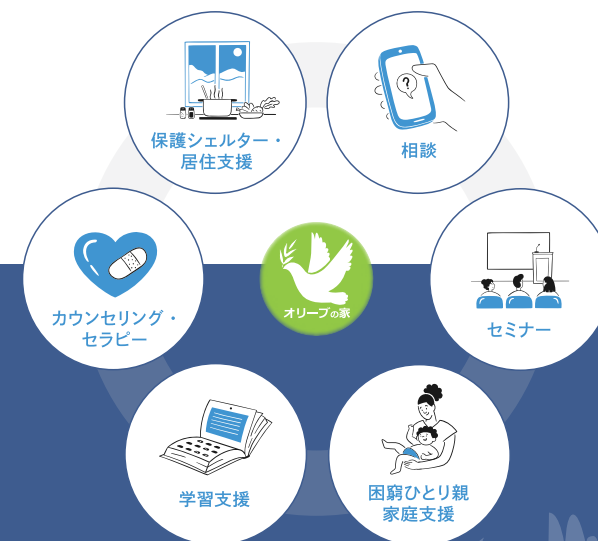 保護シェルター・
居住支援
相談
?
カウンセリング・
セラピー
オリーブの家
セミナー
学習支援
困窮ひとり親
家庭支援